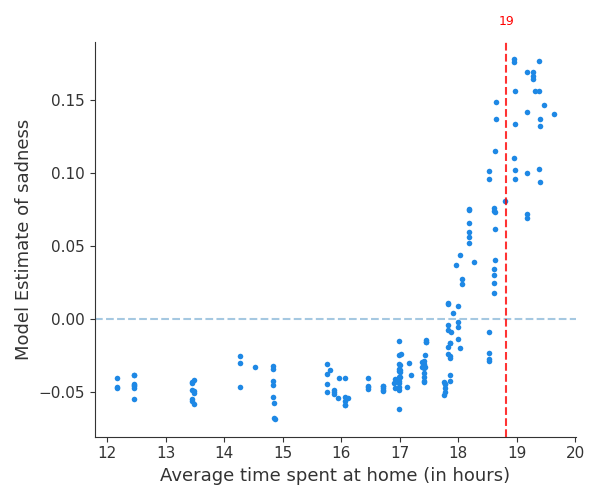 19
0.15
0.10
0.05
0.00
−0.05
Model Estimate of sadness
12 13 14 15 16 17 18 19 20
Average time spent at home (in hours)